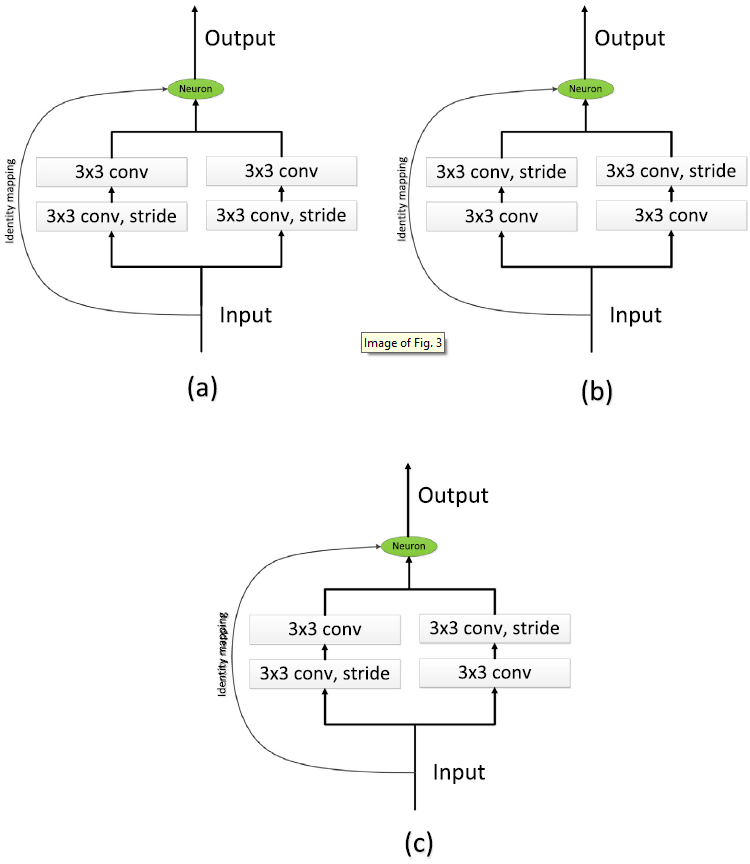 Output
Neuron
3x3 conv
3x3 conv
3x3 conv, stride
3x3 conv, stride
Identity mapping
Input
(a)
Output
Neuron
3x3 conv, stride
3x3 conv, stride
3x3 conv
3x3 conv
Identity mapping
Input
(b)
Image of Fig. 3
Output
Neuron
3x3 conv
3x3 conv, stride
3x3 conv, stride
3x3 conv
Identity mapping
Input
(c)